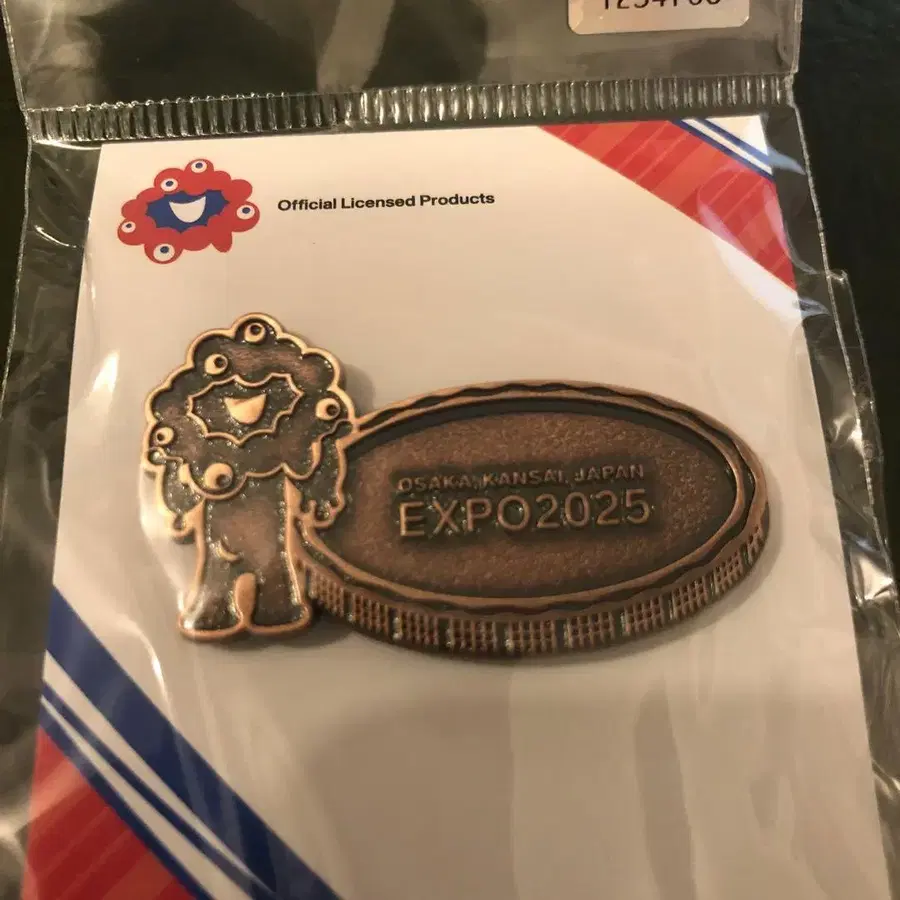 Official Licensed Products
OSAKA, KANSAI, JAPAN
EXPO2025